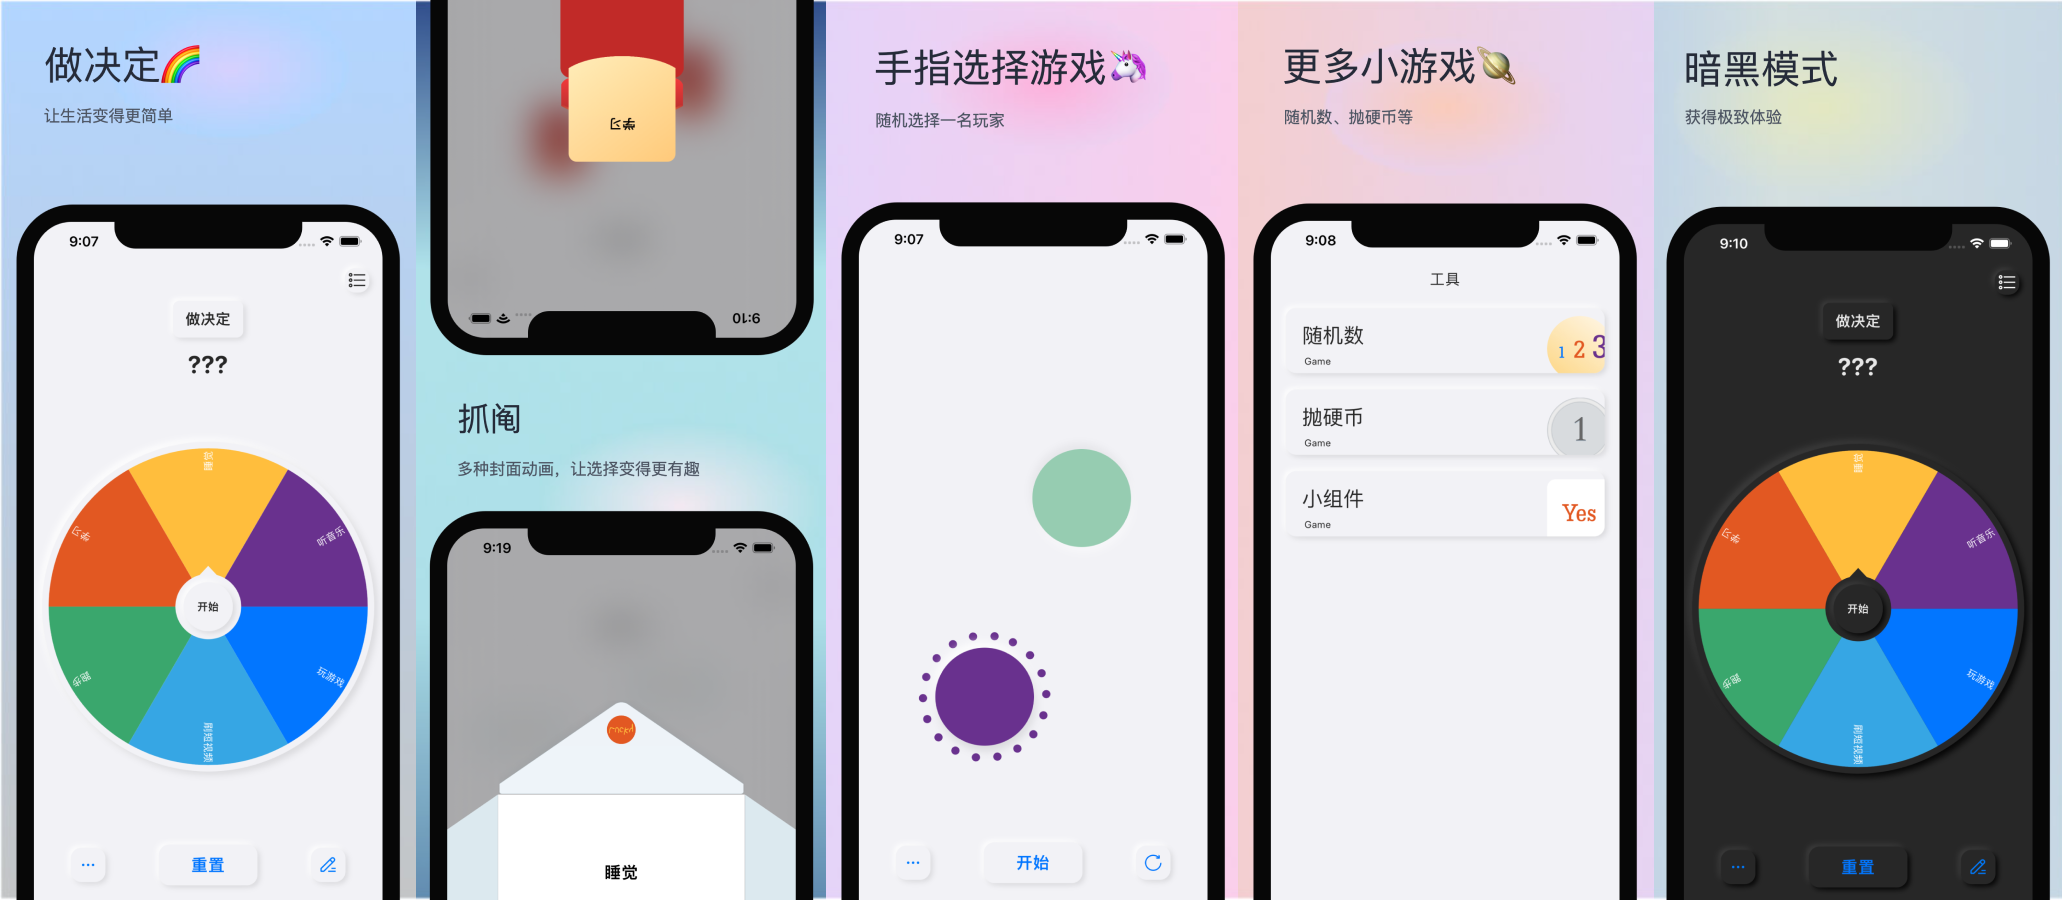 做决定🌈
让生活变得更简单
9:07
做决定
???
睡觉
听音乐
玩游戏
刷短视频
跑步
学习
开始
...
重置
学习
9:10
抓阄
多种封面动画，让选择变得更有趣
9:19
睡觉
手指选择游戏🦄
随机选择一名玩家
9:07
...
开始
更多小游戏🪐
随机数、抛硬币等
9:08
工具
随机数
Game
1 2 3
抛硬币
Game
1
小组件
Game
Yes
暗黑模式
获得极致体验
9:10
做决定
???
睡觉
听音乐
玩游戏
刷短视频
跑步
学习
开始
...
重置